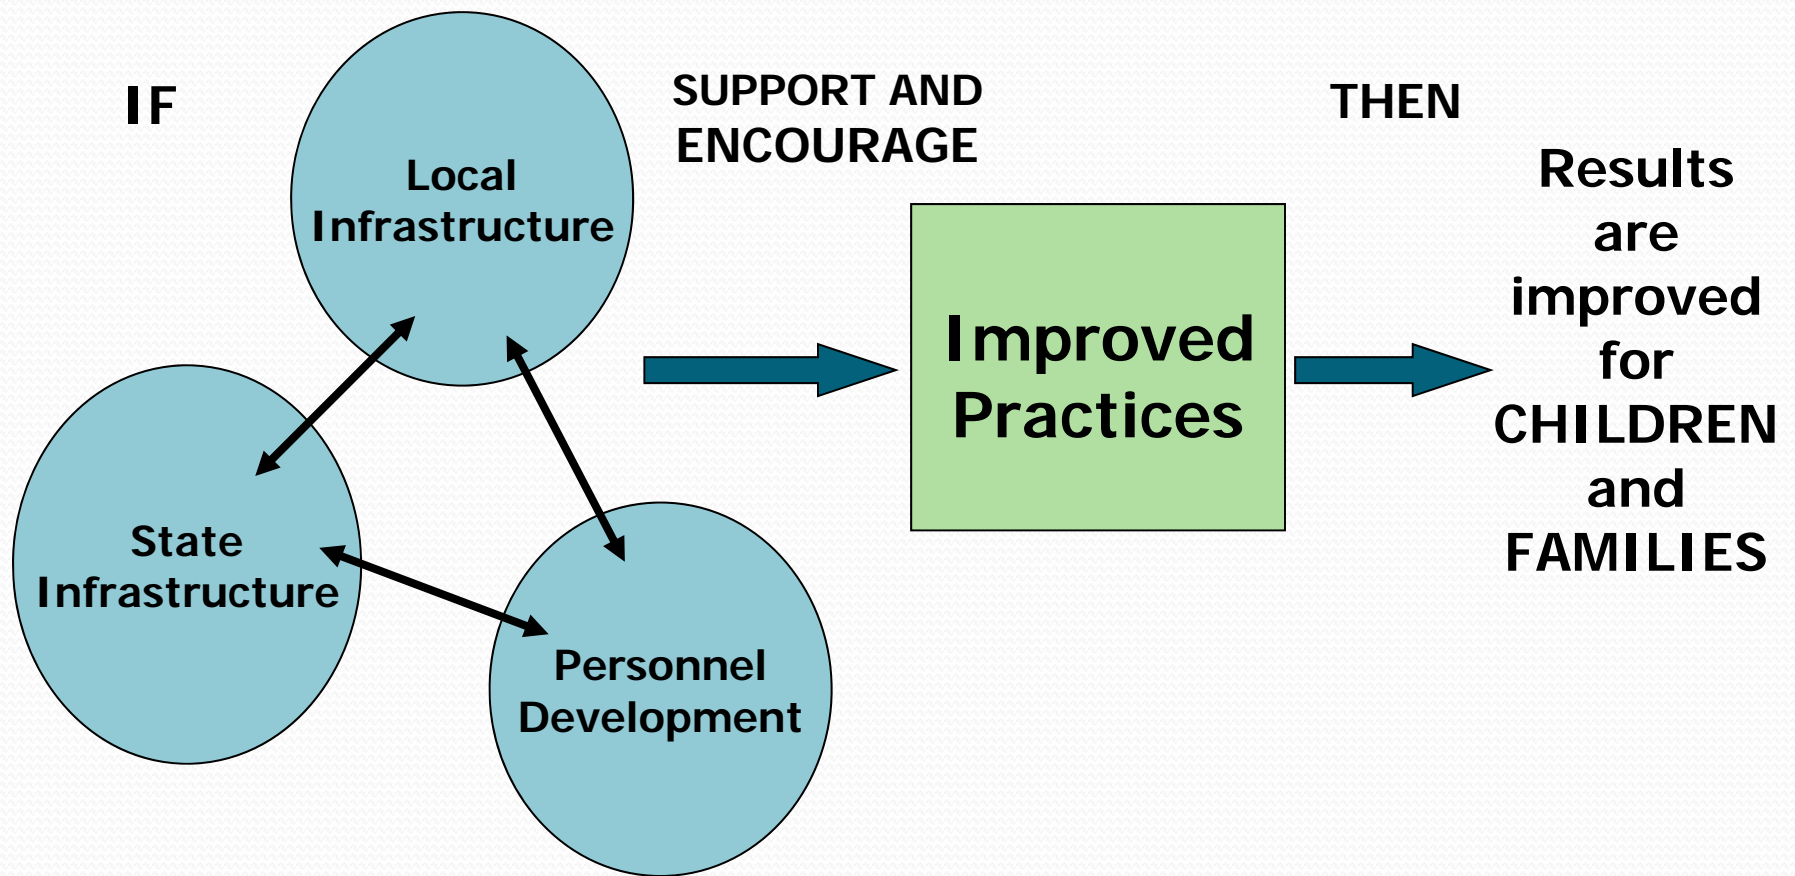 IF
Local
Infrastructure
State
Infrastructure
Personnel
Development
SUPPORT AND
ENCOURAGE
Improved
Practices
THEN
Results
are
improved
for
CHILDREN
and
FAMILIES